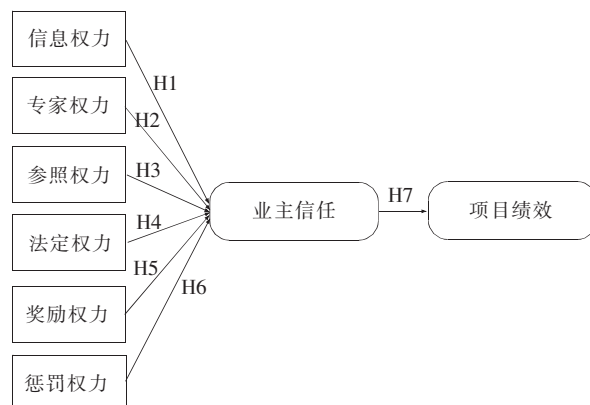 信息权力
H1
专家权力
H2
参照权力
H3
业主信任
H7
项目绩效
法定权力
H4
H5
奖励权力
H6
惩罚权力